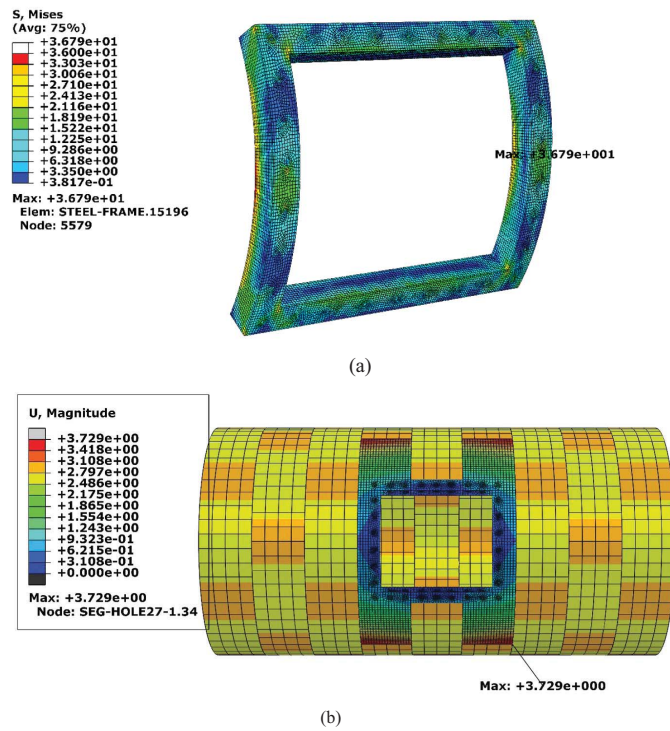 S, Mises
(Avg: 75%)
+3.679e+01
+3.600e+01
+3.303e+01
+3.006e+01
+2.710e+01
+2.413e+01
+2.116e+01
+1.819e+01
+1.522e+01
+1.225e+01
+9.286e+00
+6.318e+00
+3.350e+00
+3.817e-01
Max: +3.679e+01
Elem: STEEL-FRAME.15196
Node: 5579
Max: +3.679e+001
(a)
U, Magnitude
+3.729e+00
+3.418e+00
+3.108e+00
+2.797e+00
+2.486e+00
+2.175e+00
+1.865e+00
+1.554e+00
+1.243e+00
+9.323e-01
+6.215e-01
+3.108e-01
+0.000e+00
Max: +3.729e+00
Node: SEG-HOLE27-1.34
Max: +3.729e+000
(b)